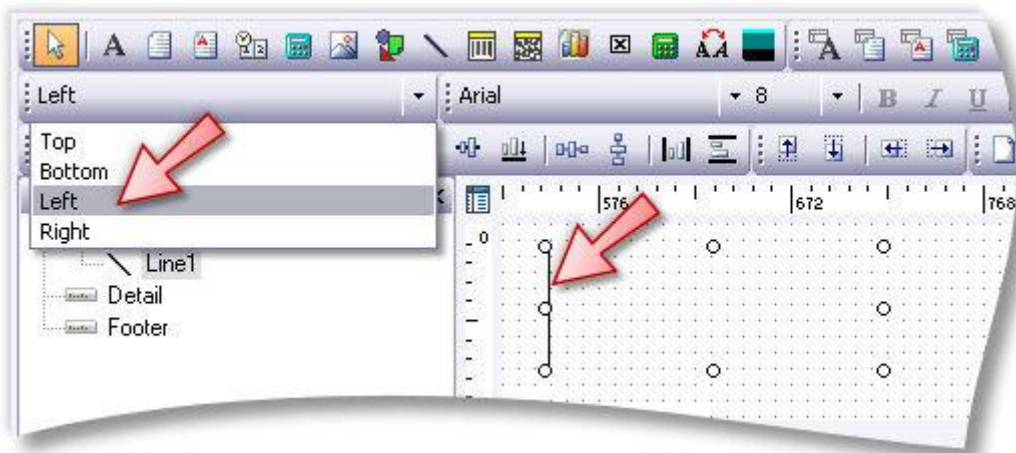 A A
Left Arial 8 B I U
Top
Bottom
Left
Right
576 672 768
0
Line1
Detail
Footer